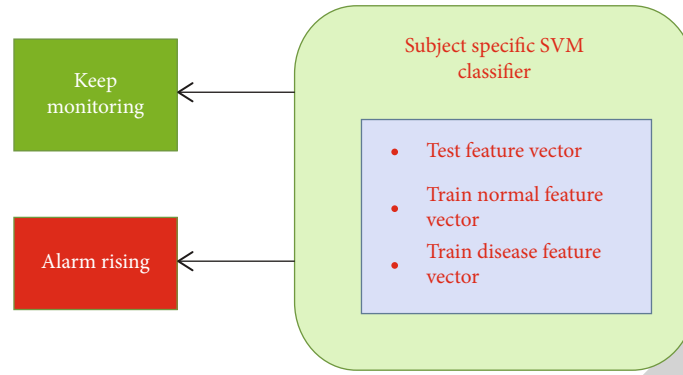 Keep
monitoring
Alarm rising
Subject specific SVM
classifier
• Test feature vector
• Train normal feature
vector
• Train disease feature
vector